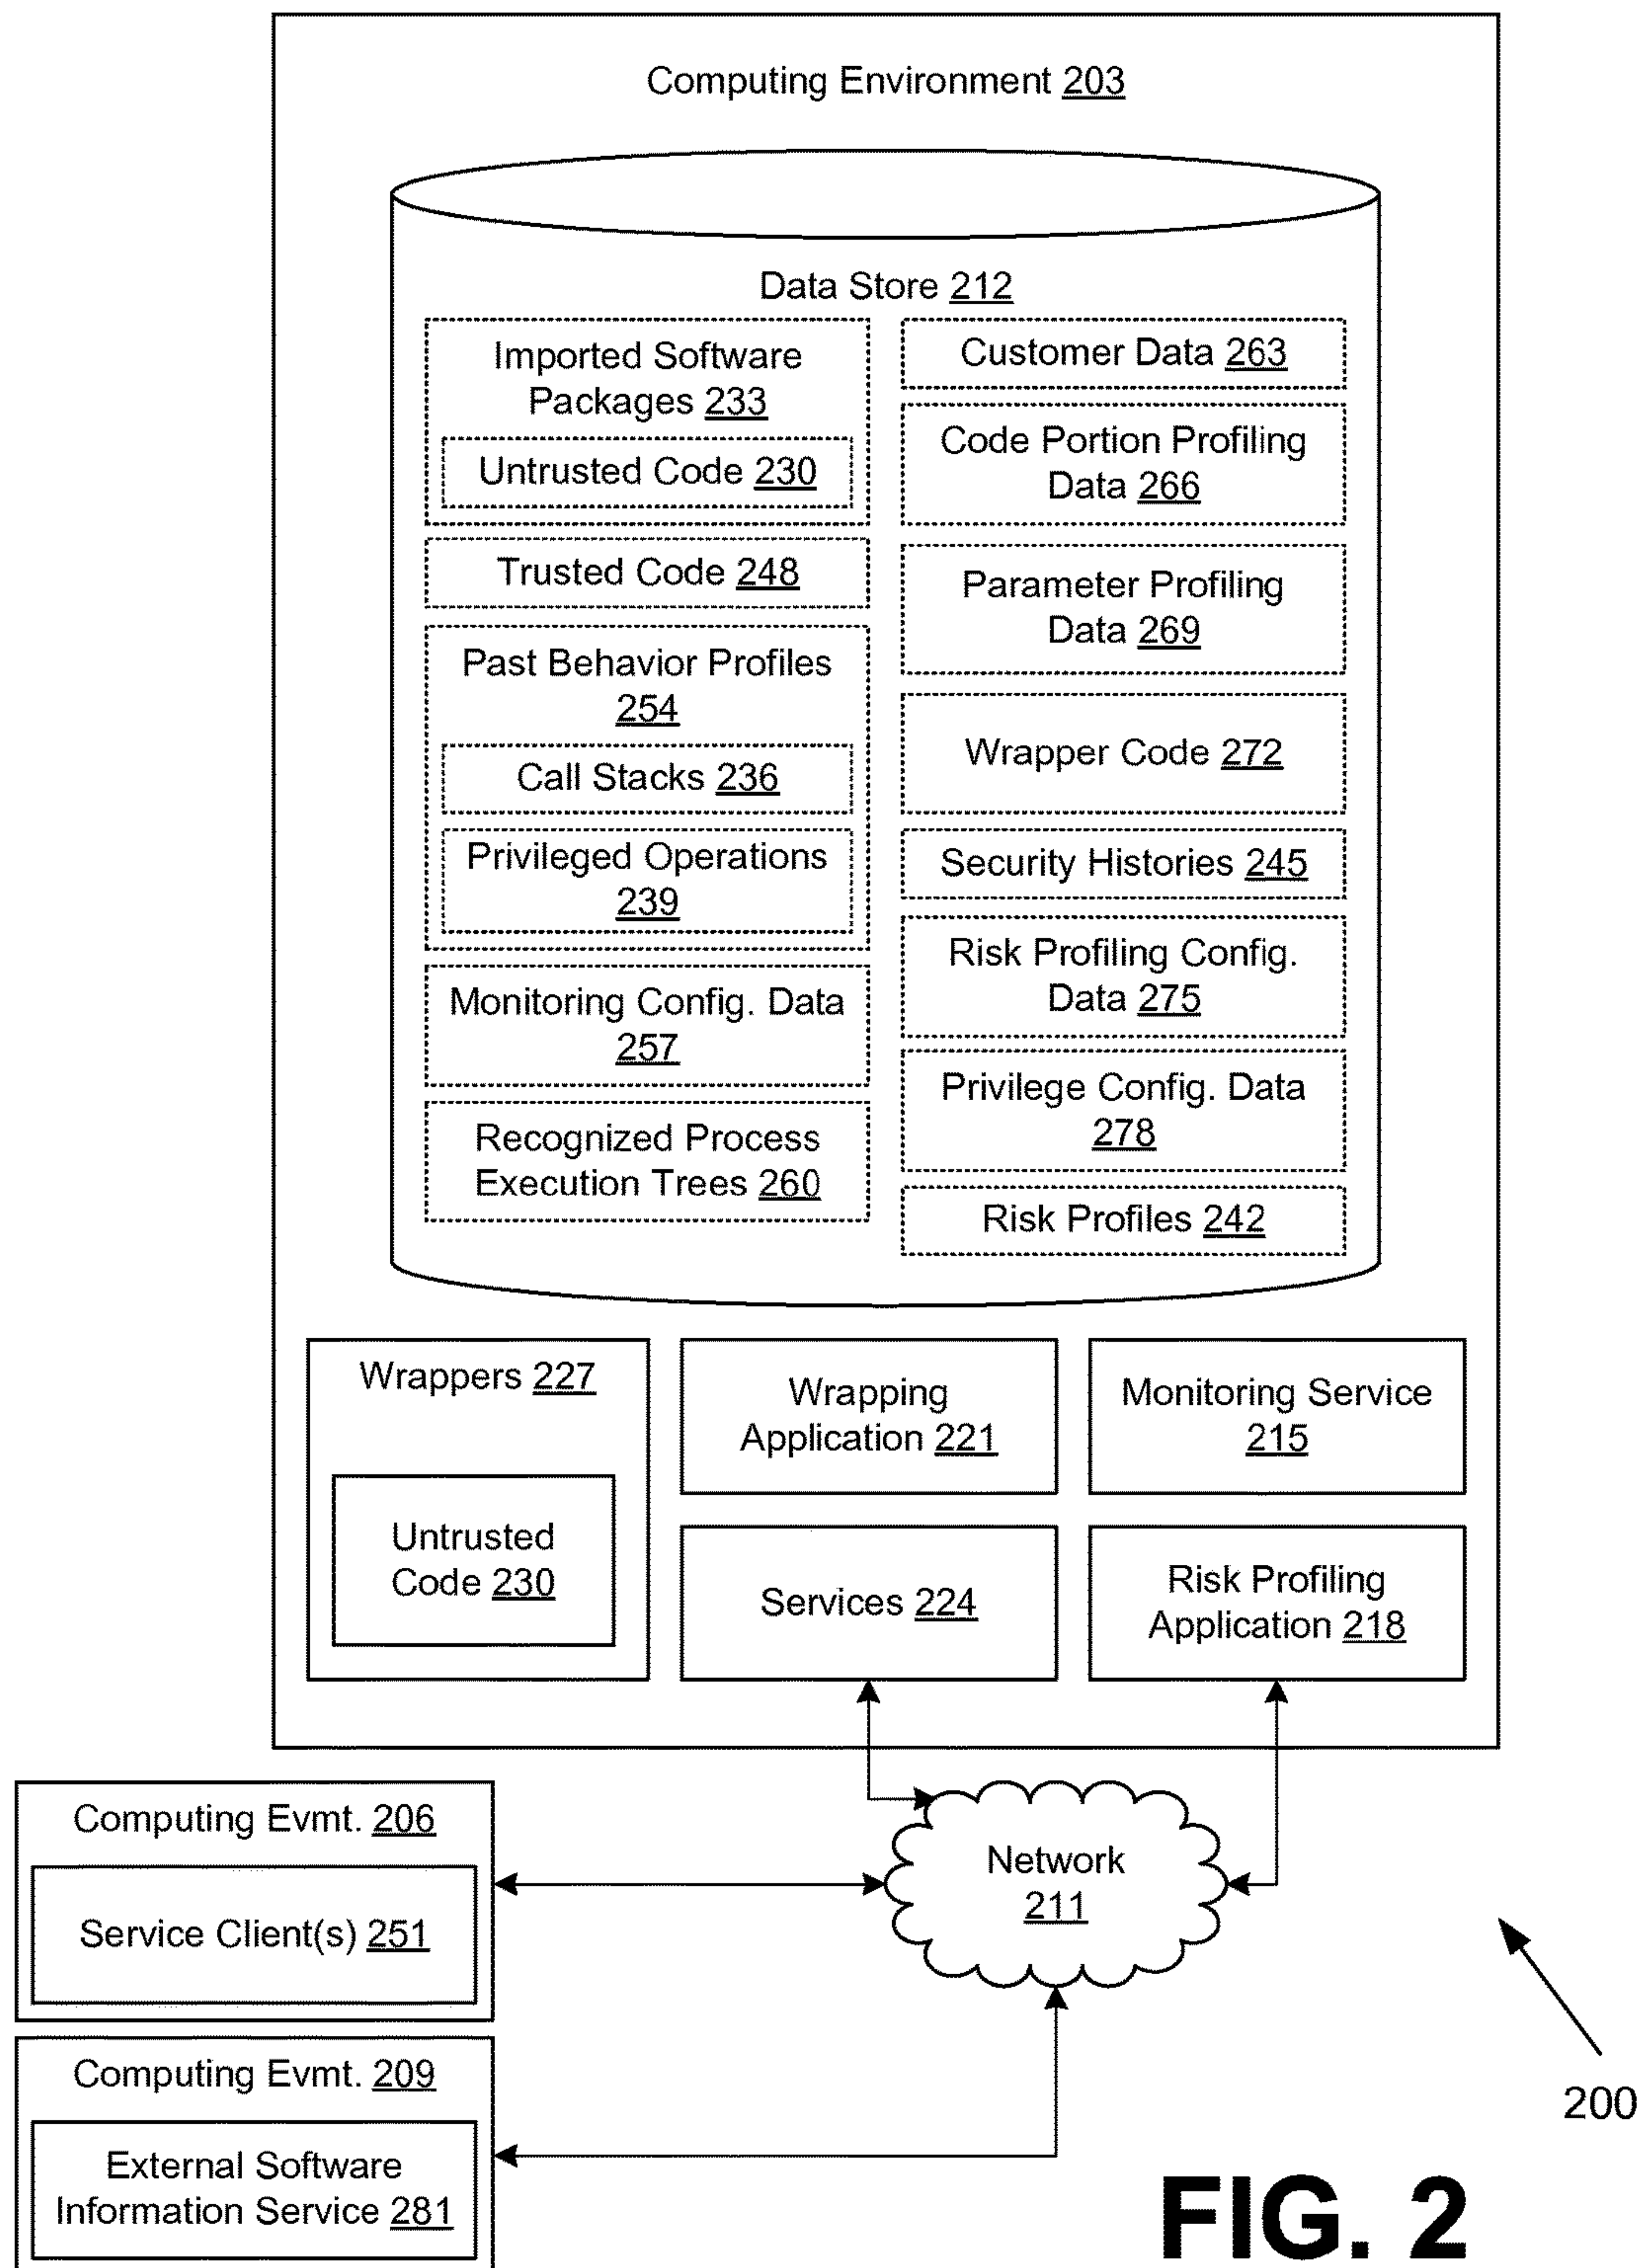 Computing Environment 203
Data Store 212
Imported Software
Packages 233
Untrusted Code 230
Trusted Code 248
Past Behavior Profiles
254
Call Stacks 236
Privileged Operations
239
Monitoring Config. Data
257
Recognized Process
Execution Trees 260
Customer Data 263
Code Portion Profiling
Data 266
Parameter Profiling
Data 269
Wrapper Code 272
Security Histories 245
Risk Profiling Config.
Data 275
Privilege Config. Data
278
Risk Profiles 242
Wrappers 227
Untrusted
Code 230
Wrapping
Application 221
Monitoring Service
215
Services 224
Risk Profiling
Application 218
Computing Evmt. 206
Service Client(s) 251
Network
211
Computing Evmt. 209
External Software
Information Service 281
200
FIG. 2